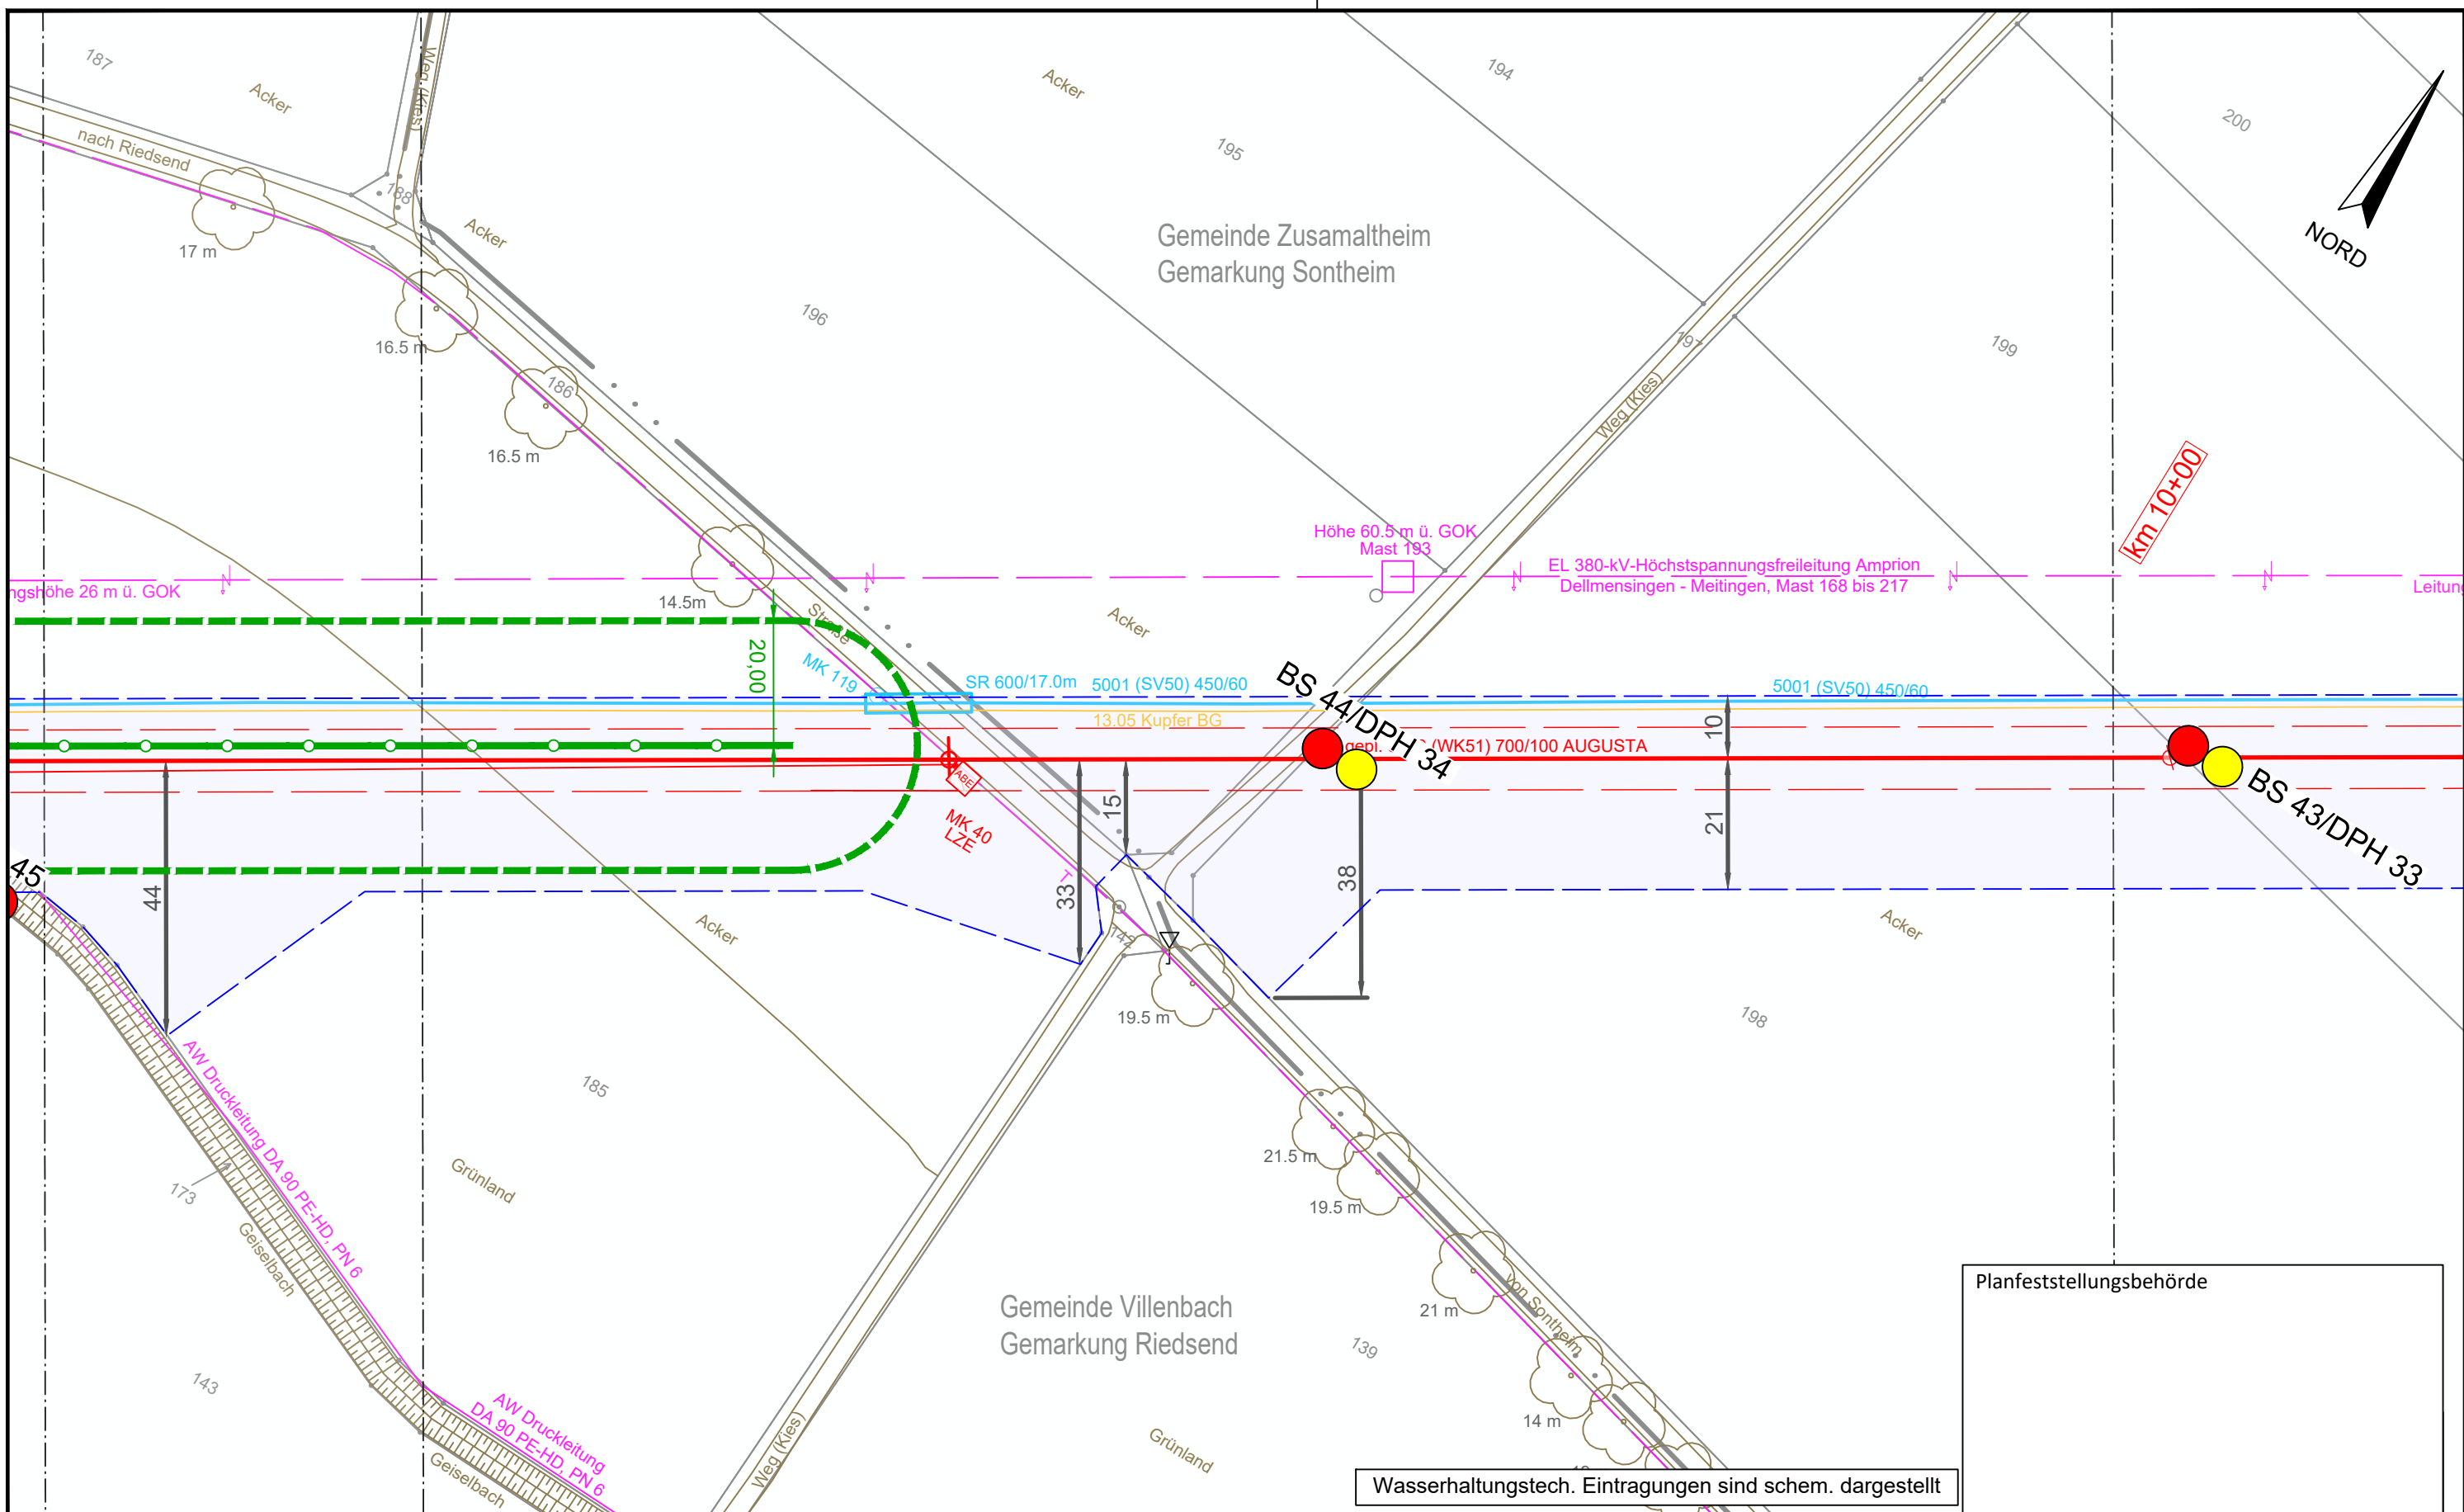 187
Acker
Weg (Kies)
Acker
194
200
nach Riedsend
188
195
17 m
Acker
Gemeinde Zusamaltheim
Gemarkung Sontheim
NORD
196
16.5 m
186
197
199
16.5 m
Weg (Kies)
km 10+00
Höhe 60.5 m ü. GOK
Mast 193
EL 380-kV-Höchstspannungsfreileitung Amprion
Dellmensingen - Meitingen, Mast 168 bis 217
ngshöhe 26 m ü. GOK
Leitung
14.5m
Straße
Acker
20,00
MK 119
SR 600/17.0m
5001 (SV50) 450/60
BS 44/DPH 34
5001 (SV50) 450/60
13.05 Kupfer BG
10
gepl.
(WK51) 700/100 AUGUSTA
ABE
MK 40
LZE
15
21
BS 43/DPH 33
45
44
33
38
T
Acker
142
Acker
19.5 m
198
AW Druckleitung DA 90 PE-HD, PN 6
185
173
Grünland
21.5 m
19.5 m
Geiselbach
Gemeinde Villenbach
Gemarkung Riedsend
21 m
von Sontheim
Planfeststellungsbehörde
139
143
AW Druckleitung
DA 90 PE-HD, PN 6
14 m
Weg (Kies)
Grünland
Geiselbach
Wasserhaltungstech. Eintragungen sind schem. dargestellt